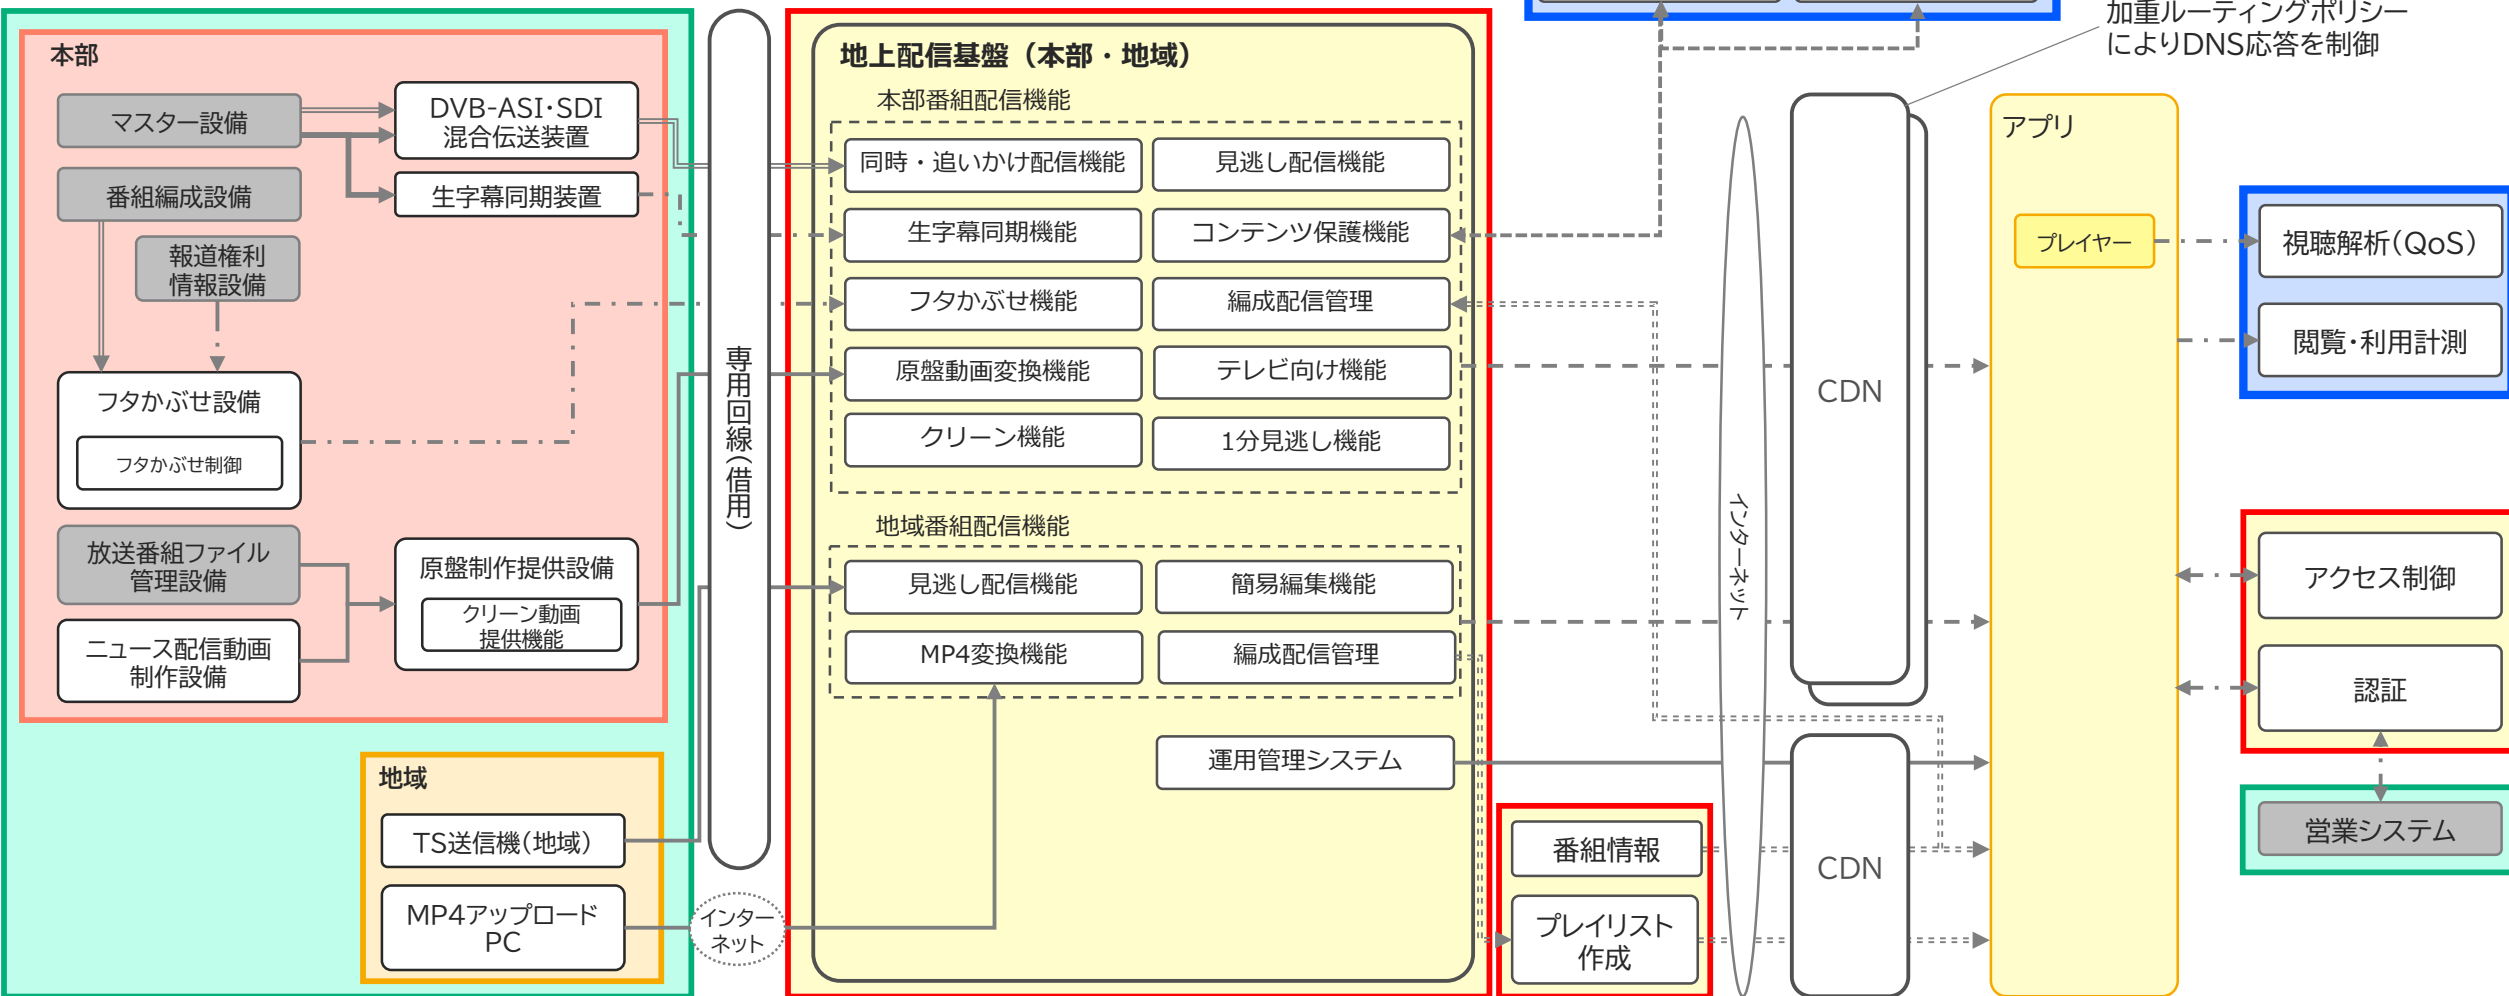 加重ルーティングポリシー
によりDNS応答を制御
本部
マスター設備
番組編成設備
報道権利
情報設備
DVB-ASI・SDI
混合伝送装置
生字幕同期装置
フタかぶせ設備
フタかぶせ制御
放送番組ファイル
管理設備
ニュース配信動画
制作設備
原盤制作提供設備
クリーン動画
提供機能
地域
TS送信機(地域)
MP4アップロード
PC
専用回線(借用)
インター
ネット
地上配信基盤（本部・地域）
本部番組配信機能
同時・追いかけ配信機能
見逃し配信機能
生字幕同期機能
コンテンツ保護機能
フタかぶせ機能
編成配信管理
原盤動画変換機能
テレビ向け機能
クリーン機能
1分見逃し機能
地域番組配信機能
見逃し配信機能
簡易編集機能
MP4変換機能
編成配信管理
運用管理システム
番組情報
プレイリスト
作成
インターネット
CDN
CDN
アプリ
プレイヤー
視聴解析(QoS)
閲覧・利用計測
アクセス制御
認証
営業システム